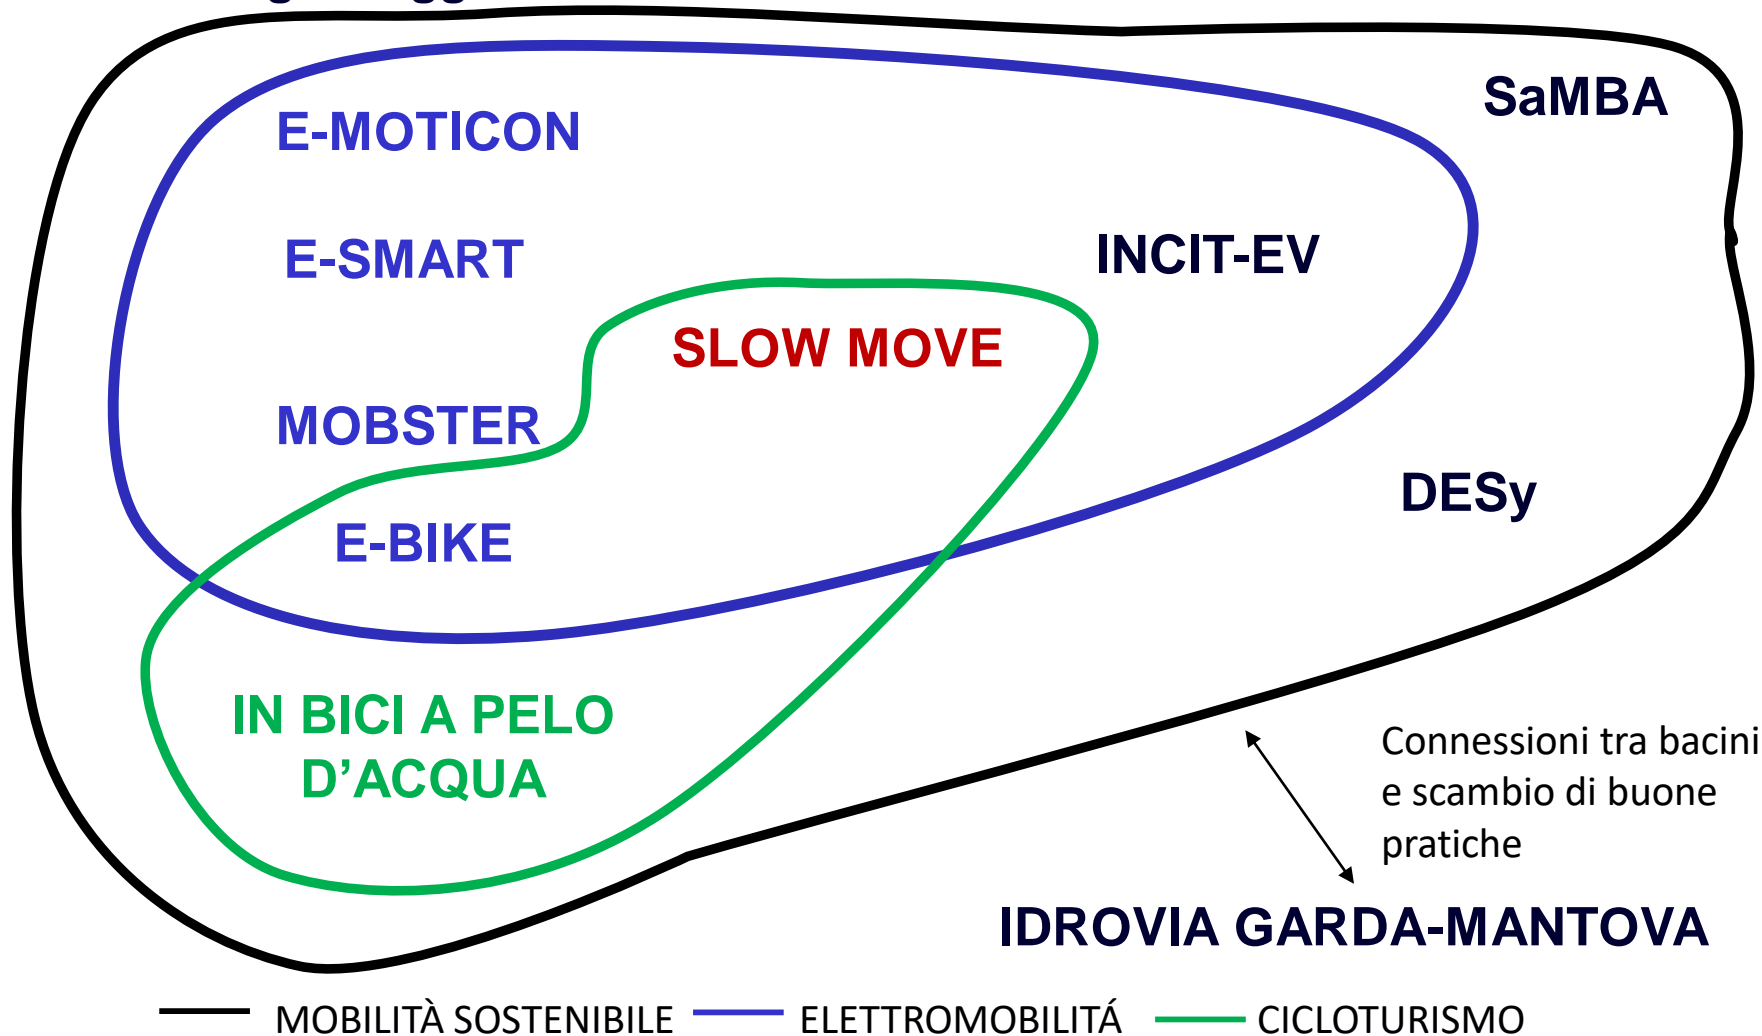 E-MOTICON
SaMBA
E-SMART
INCIT-EV
SLOW MOVE
MOBSTER
DESy
E-BIKE
IN BICI A PELO
D’ACQUA
Connessioni tra bacini
e scambio di buone
pratiche
IDROVIA GARDA-MANTOVA
MOBILITÀ SOSTENIBILE
ELETTROMOBILITÁ
CICLOTURISMO